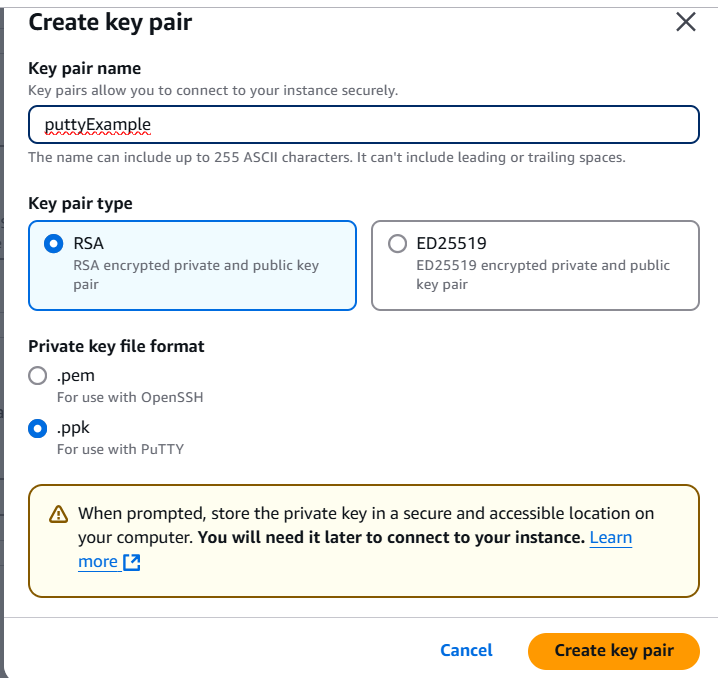 Create key pair
Key pair name
Key pairs allow you to connect to your instance securely.
puttyExample
The name can include up to 255 ASCII characters. It can't include leading or trailing spaces.
Key pair type
RSA
RSA encrypted private and public key
pair
ED25519
ED25519 encrypted private and public
key pair
Private key file format
.pem
For use with OpenSSH
.ppk
For use with PuTTY
When prompted, store the private key in a secure and accessible location on
your computer. You will need it later to connect to your instance. Learn
more
Cancel
Create key pair